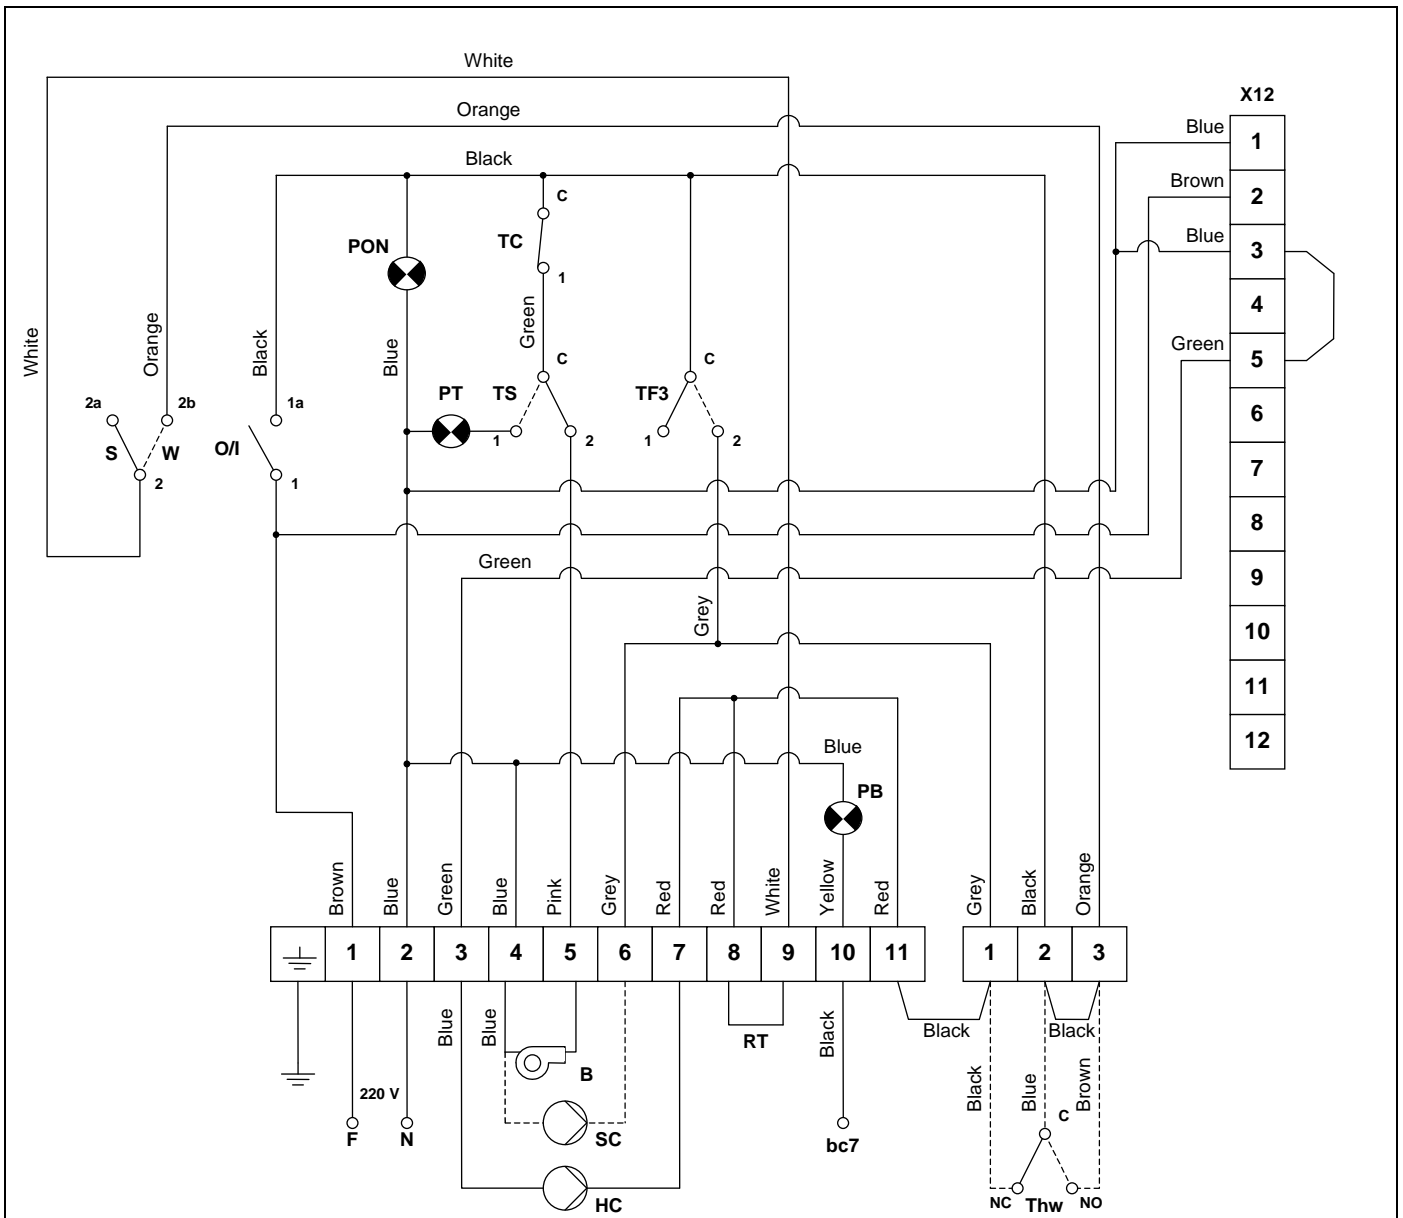 White
X12
Orange
Blue
1
Black
Brown
2
C
TC
PON
Blue
3
1
4
White
Orange
Black
Blue
Green
Green
5
C
C
PT
TS
TF3
2a
2b
1a
6
S
W
O/I
1
2
1
2
2
1
7
8
Green
9
Grey
10
11
Blue
12
PB
Brown
Blue
Green
Blue
Pink
Grey
Red
Red
White
Yellow
Red
Grey
Black
Orange
1
2
3
4
5
6
7
8
9
10
11
1
2
3
Blue
Blue
RT
Black
Black
Black
B
220 V
Black
Blue
Brown
C
F
N
SC
bc7
HC
NC
Thw
NO